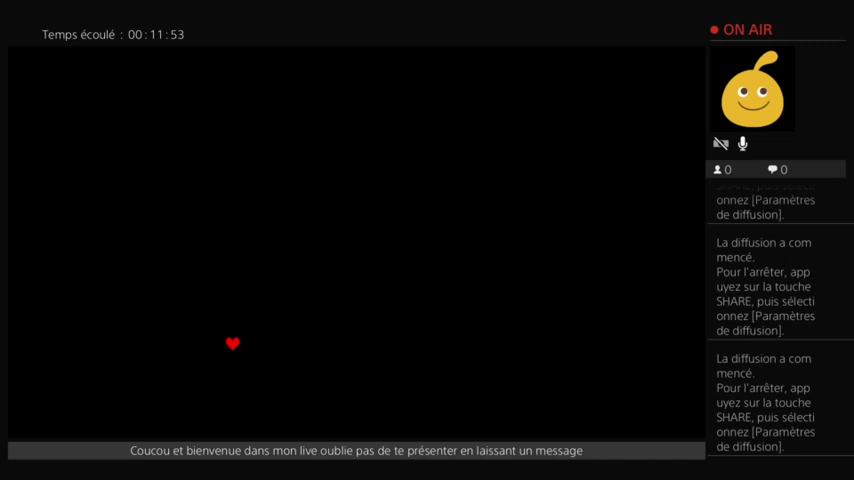 Temps écoulé : 00:11:53
ON AIR
0 0
onnez [Paramètres
de diffusion].
La diffusion a com
mencé.
Pour l'arrêter, app
uyez sur la touche
SHARE, puis sélecti
onnez [Paramètres
de diffusion].
La diffusion a com
mencé.
Pour l'arrêter, app
uyez sur la touche
SHARE, puis sélecti
onnez [Paramètres
de diffusion].
Coucou et bienvenue dans mon live oublie pas de te présenter en laissant un message